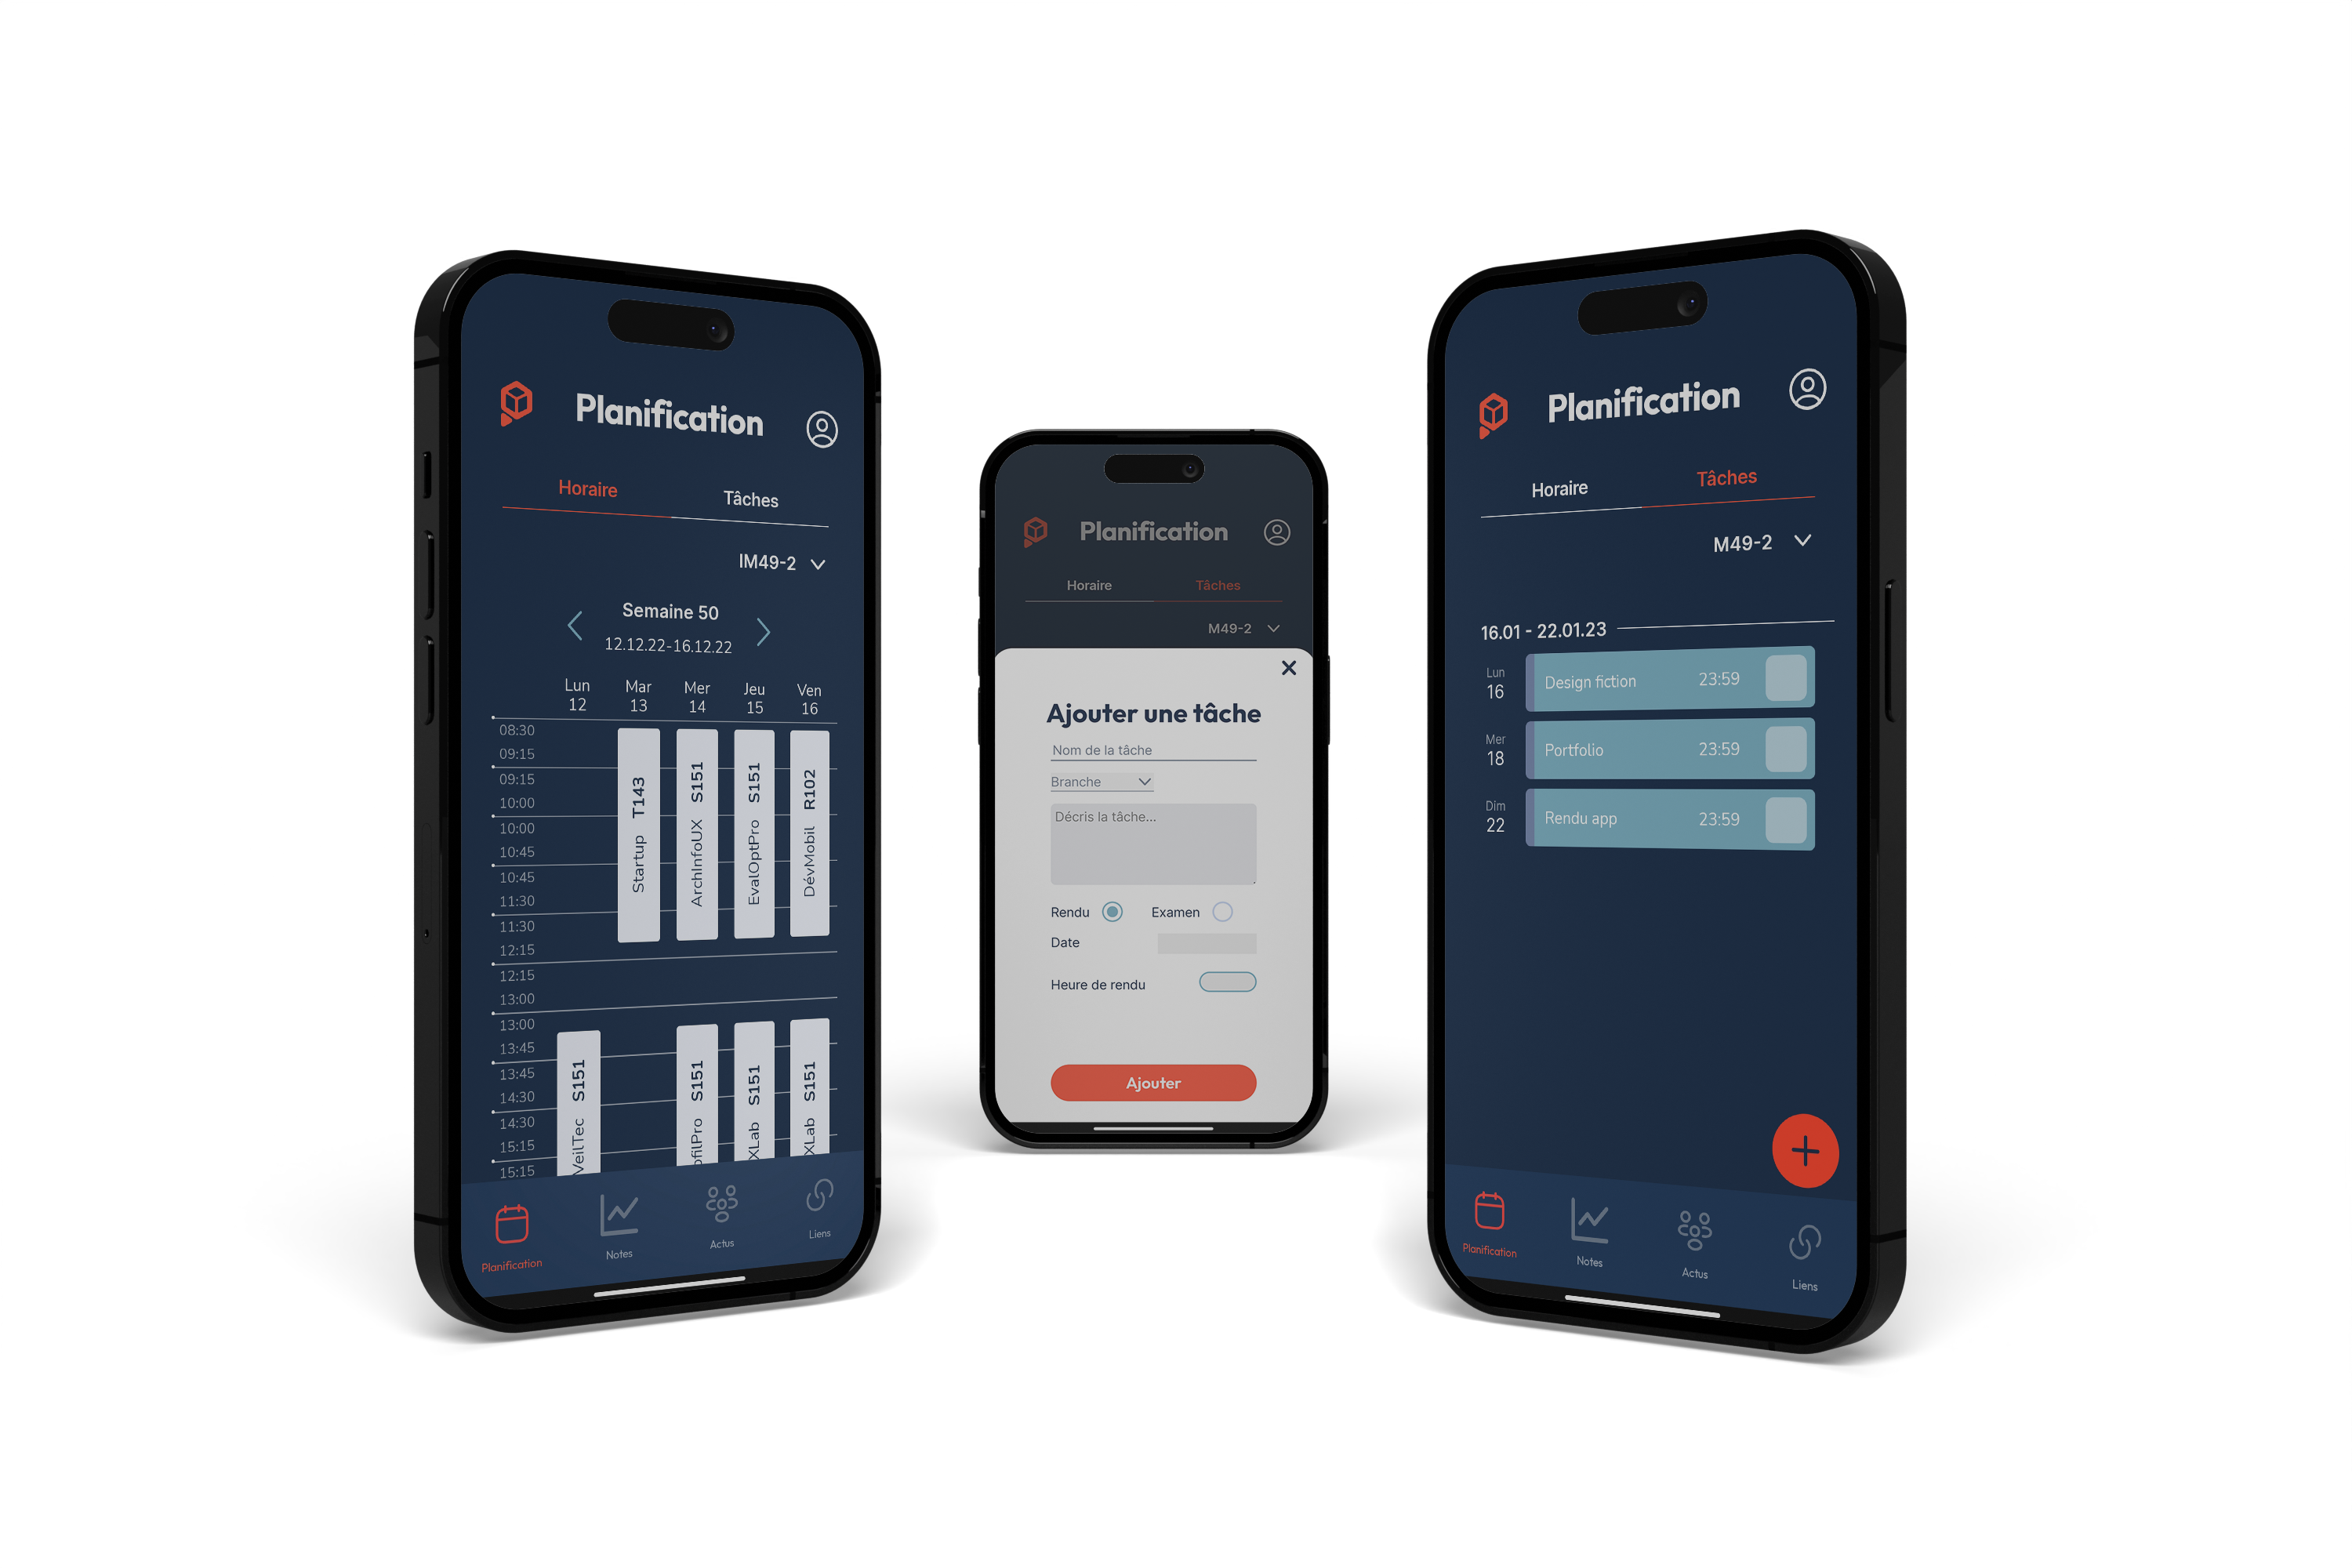 Planification
Horaire Tâches
IM49-2
Semaine 50
12.12.22-16.12.22
Lun Mar Mer Jeu Ven
12 13 14 15 16
08:30
09:15
09:15
10:00
10:00
10:45
10:45
11:30
11:30
12:15
12:15
13:00
13:00
13:45
13:45
14:30
14:30
15:15
15:15
Startup T143
ArchInfoUX S151
EvalOptPro S151
DévMobil R102
VeilTec S151
ofilPro S151
XLab S151
XLab S151
Planification Notes Actus Liens
Planification
Horaire Tâches
M49-2
Ajouter une tâche
Nom de la tâche
Branche
Décris la tâche...
Rendu Examen
Date
Heure de rendu
Ajouter
Planification
Horaire Tâches
M49-2
16.01 - 22.01.23
Lun
16
Design fiction 23:59
Mer
18
Portfolio 23:59
Dim
22
Rendu app 23:59
Planification Notes Actus Liens